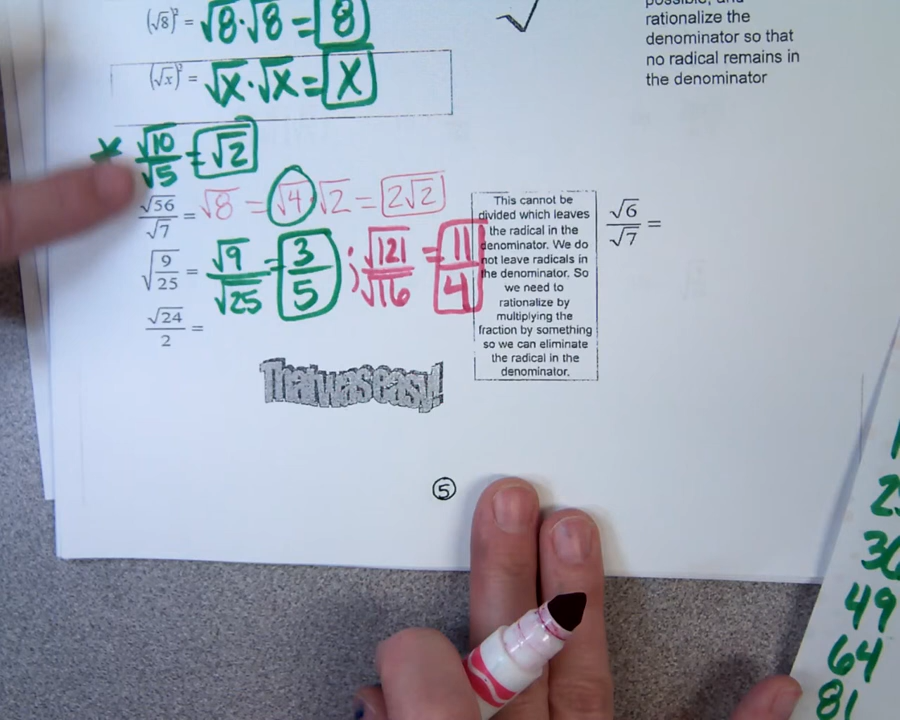 (√8)² = √8·√8 = 8
(√x)² = √x·√x = x
possible, and
rationalize the
denominator so that
no radical remains in
the denominator
√
* √10/√5 = √2
√56/√7 = √8 = √4 √2 = 2√2
√(9/25) = √9/√25 = 3/5 ; √121/√16 = 11/4
√24/2 =
This cannot be
divided which leaves
the radical in the
denominator. We do
not leave radicals in
the denominator. So
we need to
rationalize by
multiplying the
fraction by something
so we can eliminate
the radical in the
denominator.
√6/√7 =
That was easy!
5
49
64
81